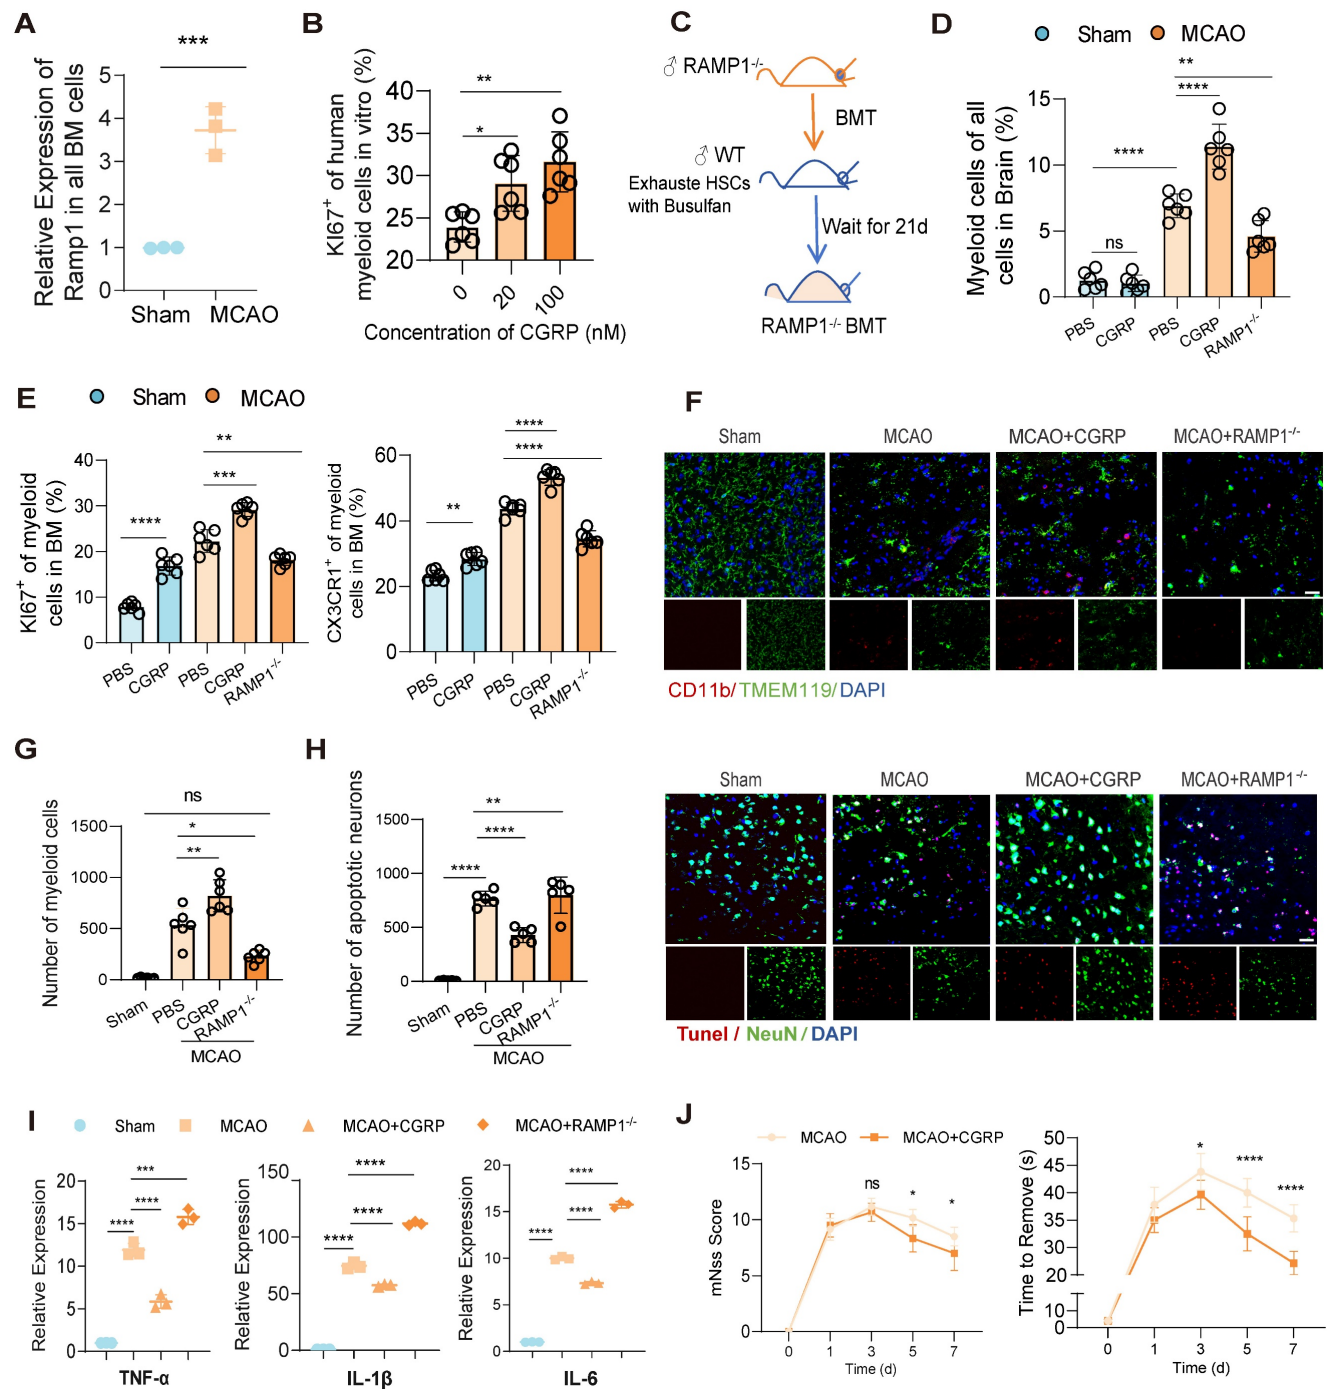 A
***
Relative Expression of
Ramp1 in all BM cells
5
4
3
2
1
0
Sham MCAO
B
**
*
KI67+ of human
myeloid cells in vitro (%)
40
35
30
25
20
0 20 100
Concentration of CGRP (nM)
C
♂ RAMP1-/-
BMT
♂ WT
Exhauste HSCs
with Busulfan
Wait for 21d
RAMP1-/- BMT
D
Sham MCAO
**
****
****
ns
Myeloid cells of all
cells in Brain (%)
15
10
5
0
PBS CGRP PBS CGRP RAMP1-/-
E
Sham MCAO
**
***
****
KI67+ of myeloid
cells in BM (%)
40
30
20
10
0
PBS CGRP PBS CGRP RAMP1-/-
****
****
**
CX3CR1+ of myeloid
cells in BM (%)
60
40
20
0
PBS CGRP PBS CGRP RAMP1-/-
F
Sham MCAO MCAO+CGRP MCAO+RAMP1-/-
CD11b/TMEM119/DAPI
G
ns
*
**
Number of myeloid cells
1500
1000
500
0
Sham PBS CGRP RAMP1-/-
MCAO
H
**
****
****
Number of apoptotic neurons
1500
1000
500
0
Sham PBS CGRP RAMP1-/-
MCAO
Sham MCAO MCAO+CGRP MCAO+RAMP1-/-
Tunel / NeuN / DAPI
I
Sham MCAO MCAO+CGRP MCAO+RAMP1-/-
***
****
****
Relative Expression
20
15
10
5
0
TNF-α
****
****
****
Relative Expression
150
100
50
0
IL-1β
****
****
****
Relative Expression
20
15
10
5
0
IL-6
J
MCAO MCAO+CGRP
ns * *
mNss Score
15
10
5
0
0 1 3 5 7
Time (d)
* **** ****
Time to Remove (s)
50
45
40
35
30
20
10
0
0 1 3 5 7
Time (d)